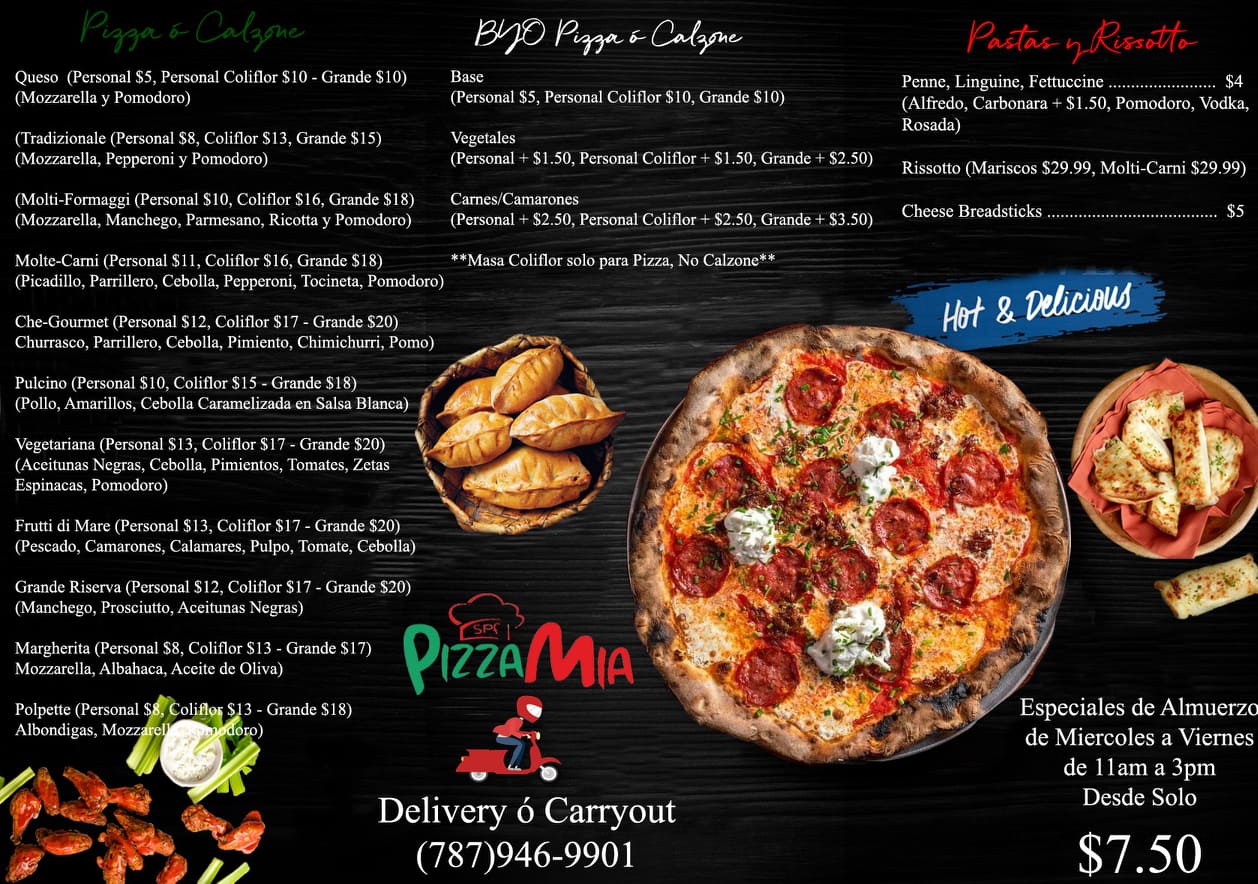 Pizza ó Calzone
Queso (Personal $5, Personal Coliflor $10 - Grande $10)
(Mozzarella y Pomodoro)
(Tradizionale (Personal $8, Coliflor $13, Grande $15)
(Mozzarella, Pepperoni y Pomodoro)
(Molti-Formaggi (Personal $10, Coliflor $16, Grande $18)
(Mozzarella, Manchego, Parmesano, Ricotta y Pomodoro)
Molte-Carni (Personal $11, Coliflor $16, Grande $18)
(Picadillo, Parrillero, Cebolla, Pepperoni, Tocineta, Pomodoro)
Che-Gourmet (Personal $12, Coliflor $17 - Grande $20)
Churrasco, Parrillero, Cebolla, Pimiento, Chimichurri, Pomo)
Pulcino (Personal $10, Coliflor $15 - Grande $18)
(Pollo, Amarillos, Cebolla Caramelizada en Salsa Blanca)
Vegetariana (Personal $13, Coliflor $17 - Grande $20)
(Aceitunas Negras, Cebolla, Pimientos, Tomates, Zetas
Espinacas, Pomodoro)
Frutti di Mare (Personal $13, Coliflor $17 - Grande $20)
(Pescado, Camarones, Calamares, Pulpo, Tomate, Cebolla)
Grande Riserva (Personal $12, Coliflor $17 - Grande $20)
(Manchego, Prosciutto, Aceitunas Negras)
Margherita (Personal $8, Coliflor $13 - Grande $17)
Mozzarella, Albahaca, Aceite de Oliva)
Polpette (Personal $8, Coliflor $13 - Grande $18)
Albondigas, Mozzarella, Pomodoro)
BYO Pizza ó Calzone
Base
(Personal $5, Personal Coliflor $10, Grande $10)
Vegetales
(Personal + $1.50, Personal Coliflor + $1.50, Grande + $2.50)
Carnes/Camarones
(Personal + $2.50, Personal Coliflor + $2.50, Grande + $3.50)
**Masa Coliflor solo para Pizza, No Calzone**
SPF
PIZZA MIA
Delivery ó Carryout
(787)946-9901
Pastas y Rissotto
Penne, Linguine, Fettuccine ........................ $4
(Alfredo, Carbonara + $1.50, Pomodoro, Vodka,
Rosada)
Rissotto (Mariscos $29.99, Molti-Carni $29.99)
Cheese Breadsticks ...................................... $5
Hot & Delicious
Especiales de Almuerzo
de Miercoles a Viernes
de 11am a 3pm
Desde Solo
$7.50